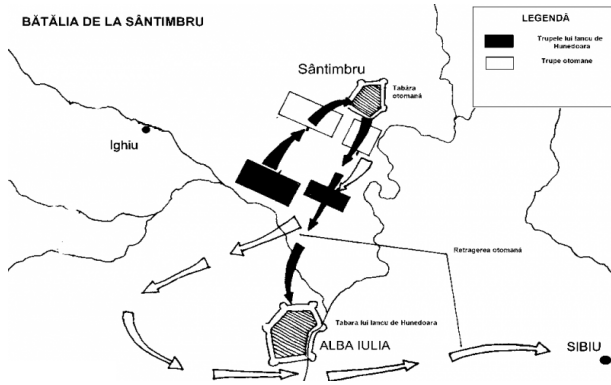 BĂTĂLIA DE LA SÂNTIMBRU
LEGENDĂ
Trupele lui Iancu de
Hunedoara
Trupe otomane
Sântimbru
Tabăra
otomană
Ighiu
Retragerea otomană
Tabara lui Iancu de Hunedoara
ALBA IULIA
SIBIU